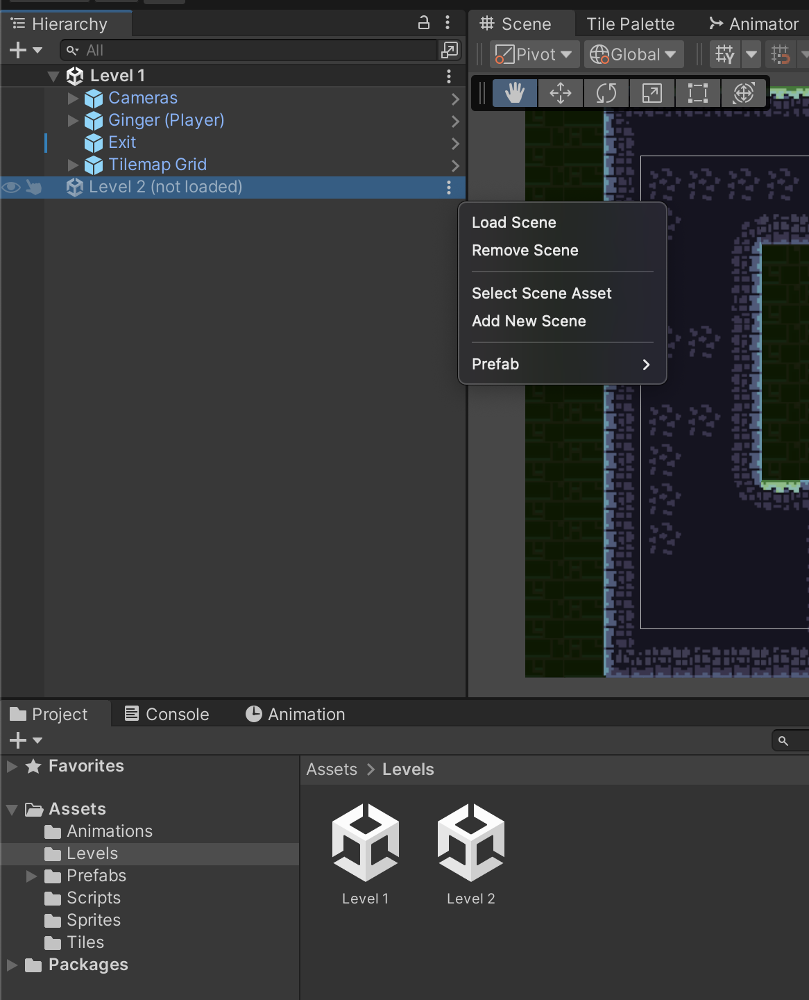 Hierarchy
Scene
Tile Palette
Animator
All
Pivot
Global
Level 1
Cameras
Ginger (Player)
Exit
Tilemap Grid
Level 2 (not loaded)
Load Scene
Remove Scene
Select Scene Asset
Add New Scene
Prefab
Project
Console
Animation
Favorites
Assets
Animations
Levels
Prefabs
Scripts
Sprites
Tiles
Packages
Assets > Levels
Level 1
Level 2